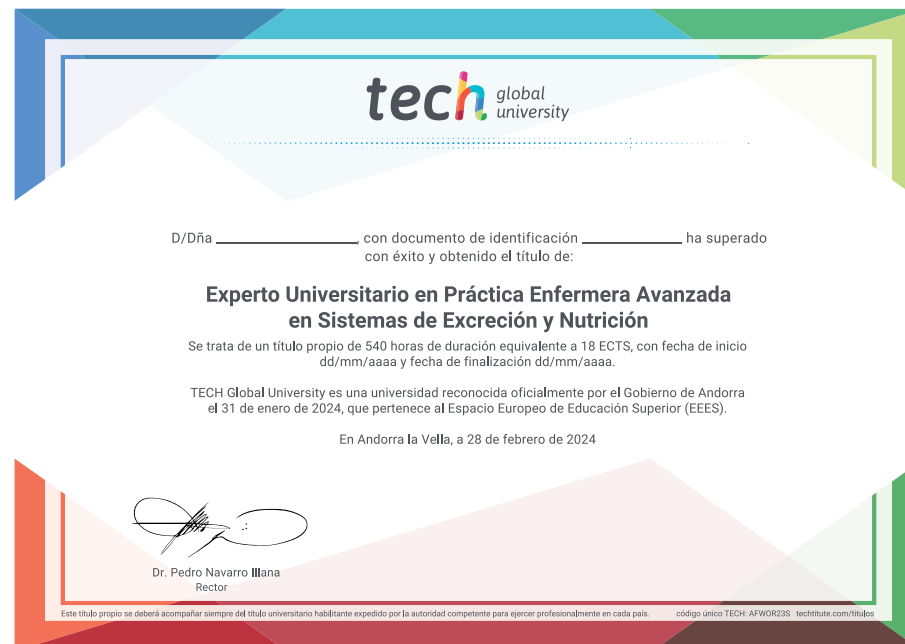 tech global university
D/Dña ____________________, con documento de identificación ______________ ha superado
con éxito y obtenido el título de:
Experto Universitario en Práctica Enfermera Avanzada
en Sistemas de Excreción y Nutrición
Se trata de un título propio de 540 horas de duración equivalente a 18 ECTS, con fecha de inicio
dd/mm/aaaa y fecha de finalización dd/mm/aaaa.
TECH Global University es una universidad reconocida oficialmente por el Gobierno de Andorra
el 31 de enero de 2024, que pertenece al Espacio Europeo de Educación Superior (EEES).
En Andorra la Vella, a 28 de febrero de 2024
Dr. Pedro Navarro Illana
Rector
Este título propio se deberá acompañar siempre del título universitario habilitante expedido por la autoridad competente para ejercer profesionalmente en cada país. código único TECH: AFWOR23S techtitute.com/titulos